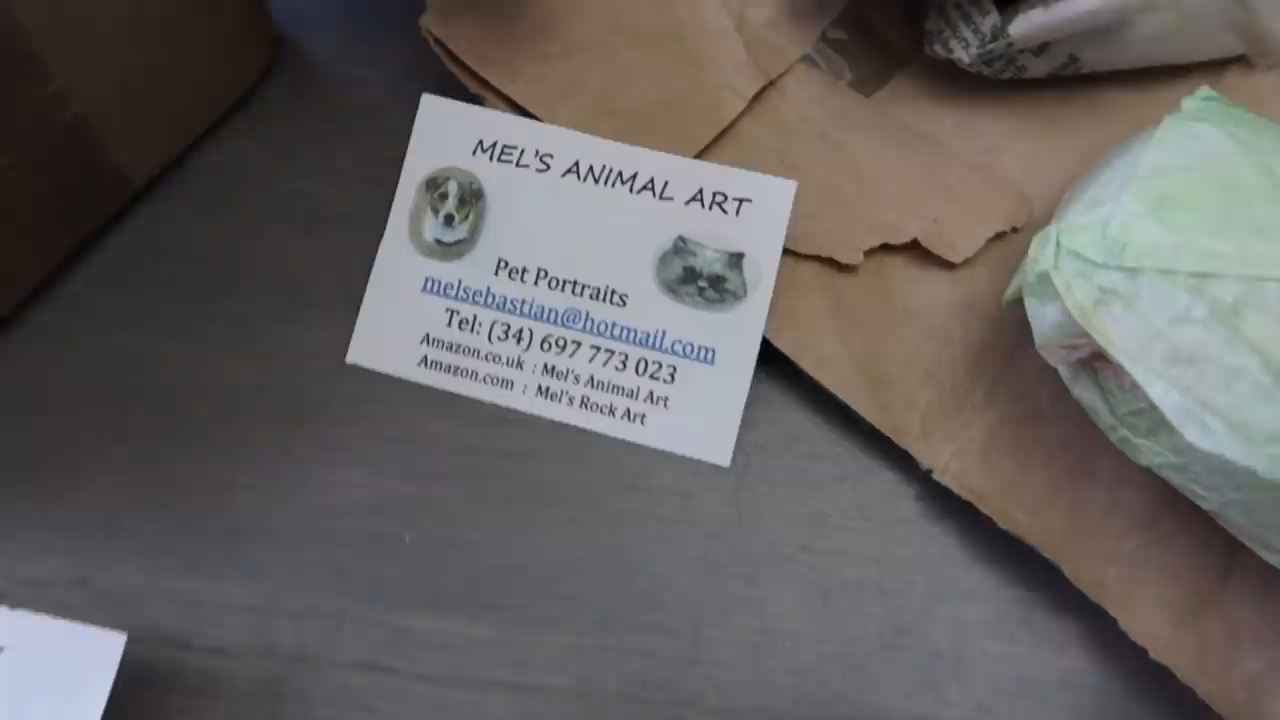 MEL'S ANIMAL ART
Pet Portraits
melsebastian@hotmail.com
Tel: (34) 697 773 023
Amazon.co.uk : Mel's Animal Art
Amazon.com : Mel's Rock Art